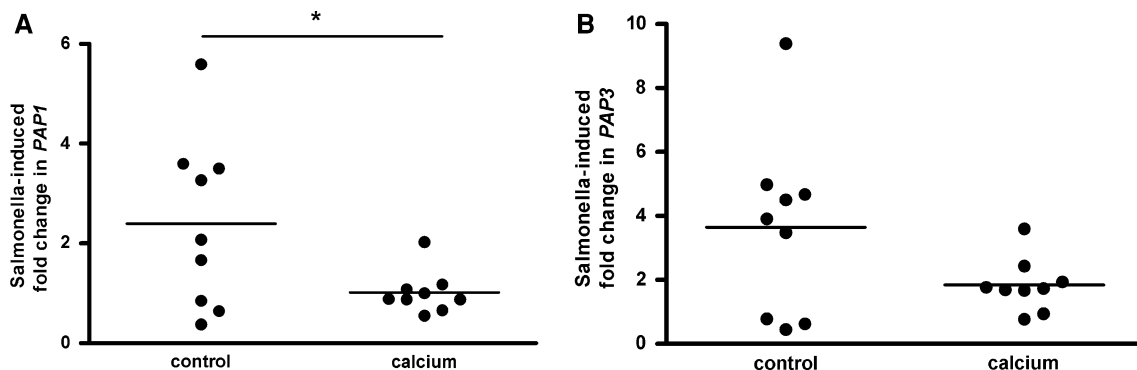 A
*
Salmonella-induced
fold change in PAP1
6
4
2
0
control
calcium
B
Salmonella-induced
fold change in PAP3
10
8
6
4
2
0
control
calcium